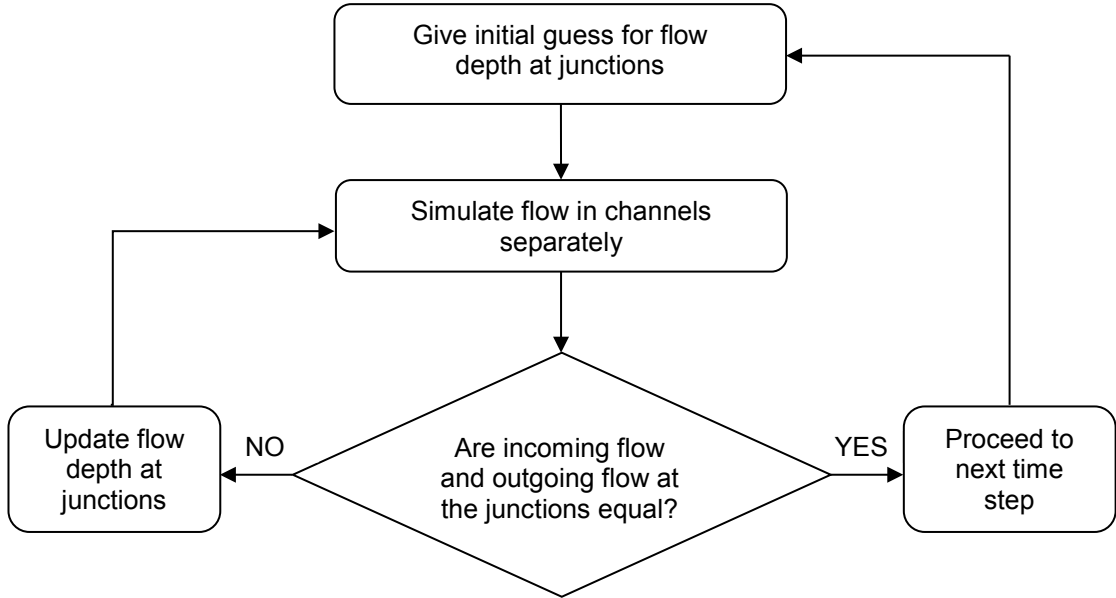 Give initial guess for flow
depth at junctions
Simulate flow in channels
separately
Update flow
depth at
junctions
NO
Are incoming flow
and outgoing flow at
the junctions equal?
YES
Proceed to
next time
step